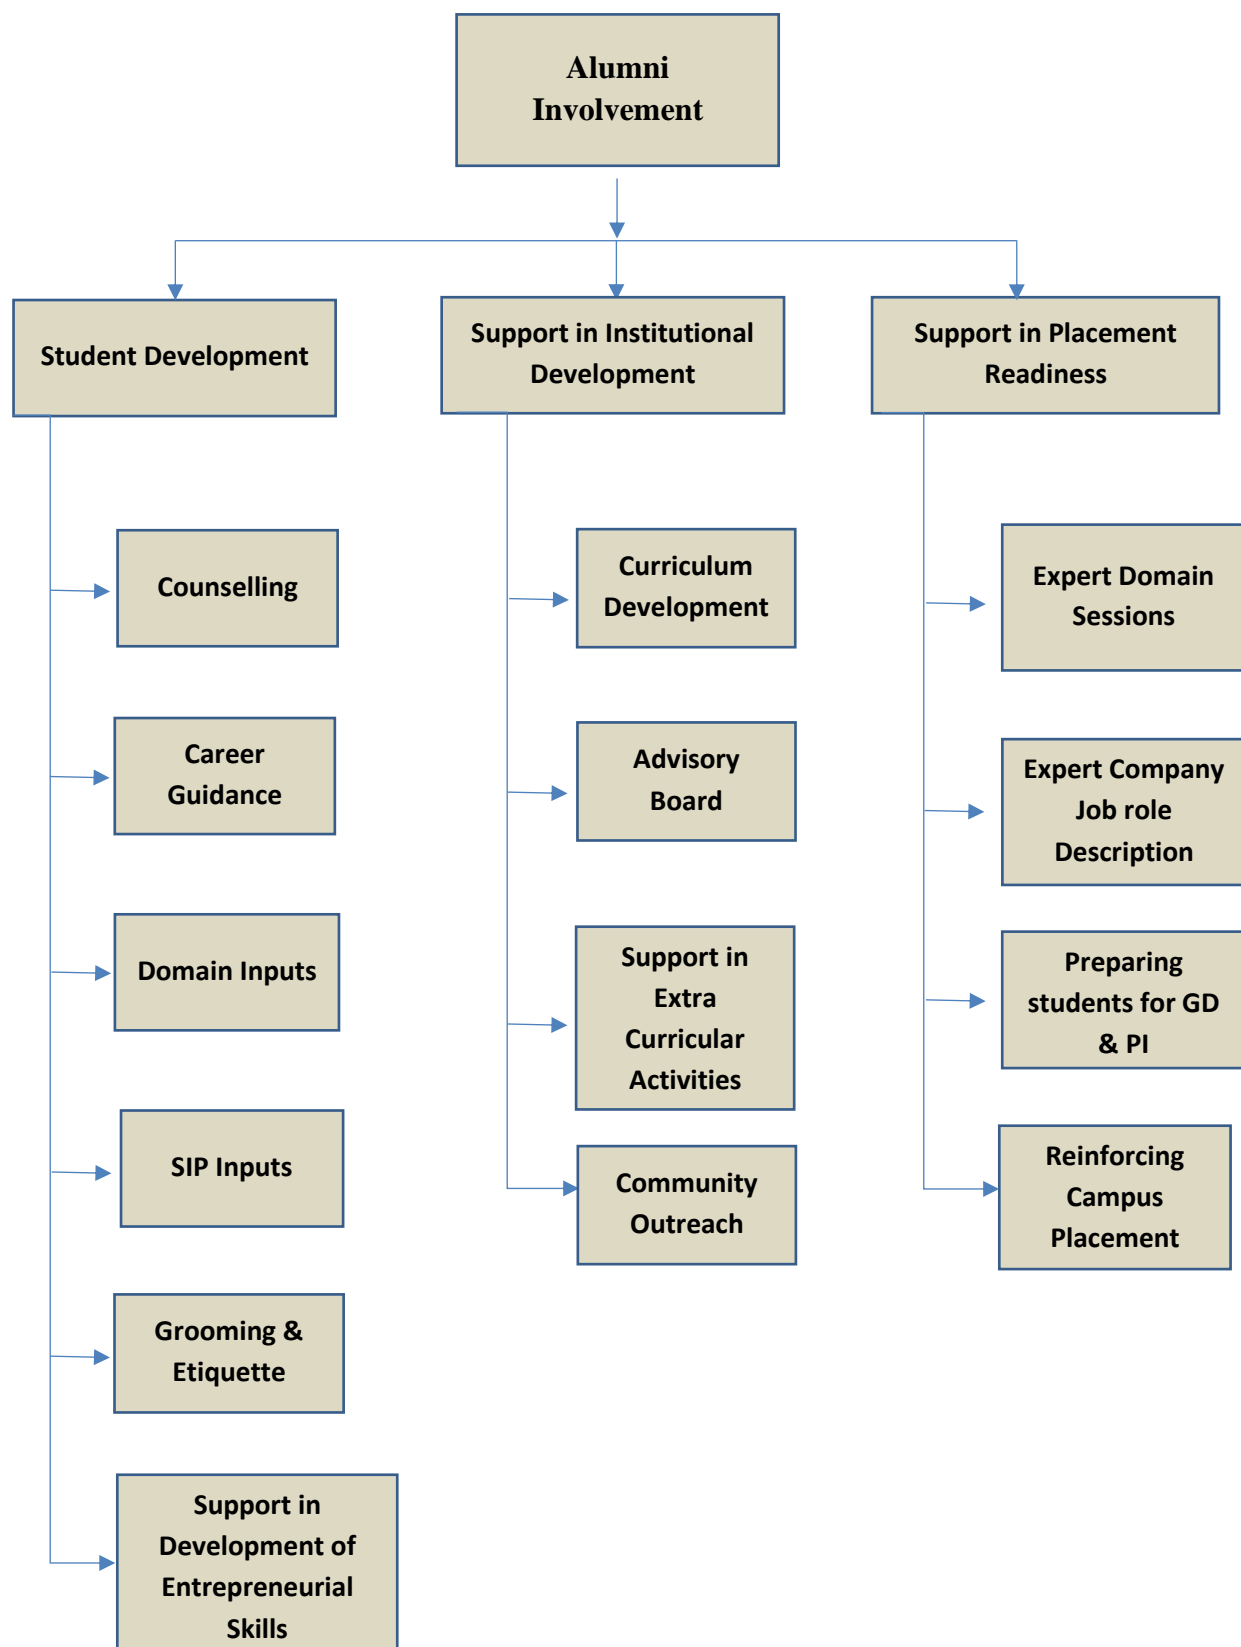 Alumni
Involvement
Student Development
Support in Institutional
Development
Support in Placement
Readiness
Counselling
Career
Guidance
Domain Inputs
SIP Inputs
Grooming &
Etiquette
Support in
Development of
Entrepreneurial
Skills
Curriculum
Development
Advisory
Board
Support in
Extra
Curricular
Activities
Community
Outreach
Expert Domain
Sessions
Expert Company
Job role
Description
Preparing
students for GD
& PI
Reinforcing
Campus
Placement